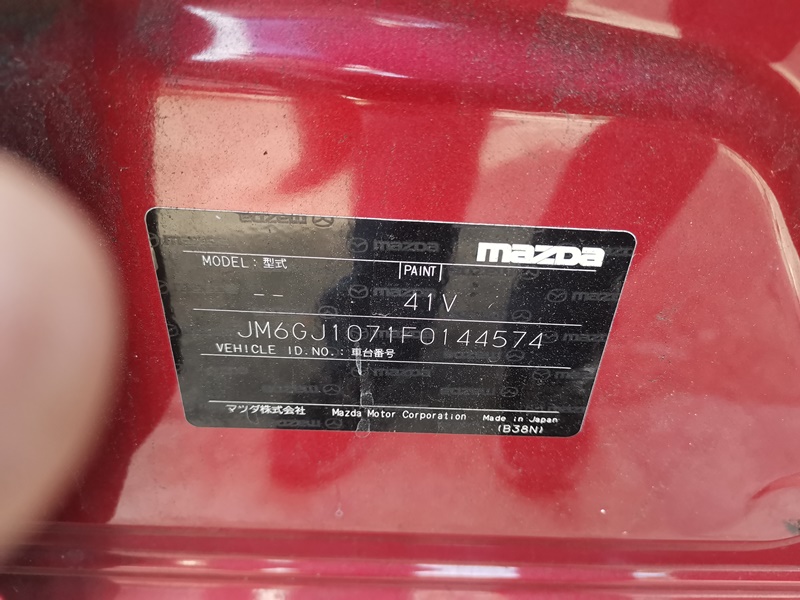 mazda
MODEL: 型式
PAINT
-- 41V
JM6GJ1071F0144574
VEHICLE ID.NO.: 車台番号
マツダ株式会社 Mazda Motor Corporation Made in Japan
(B38N)